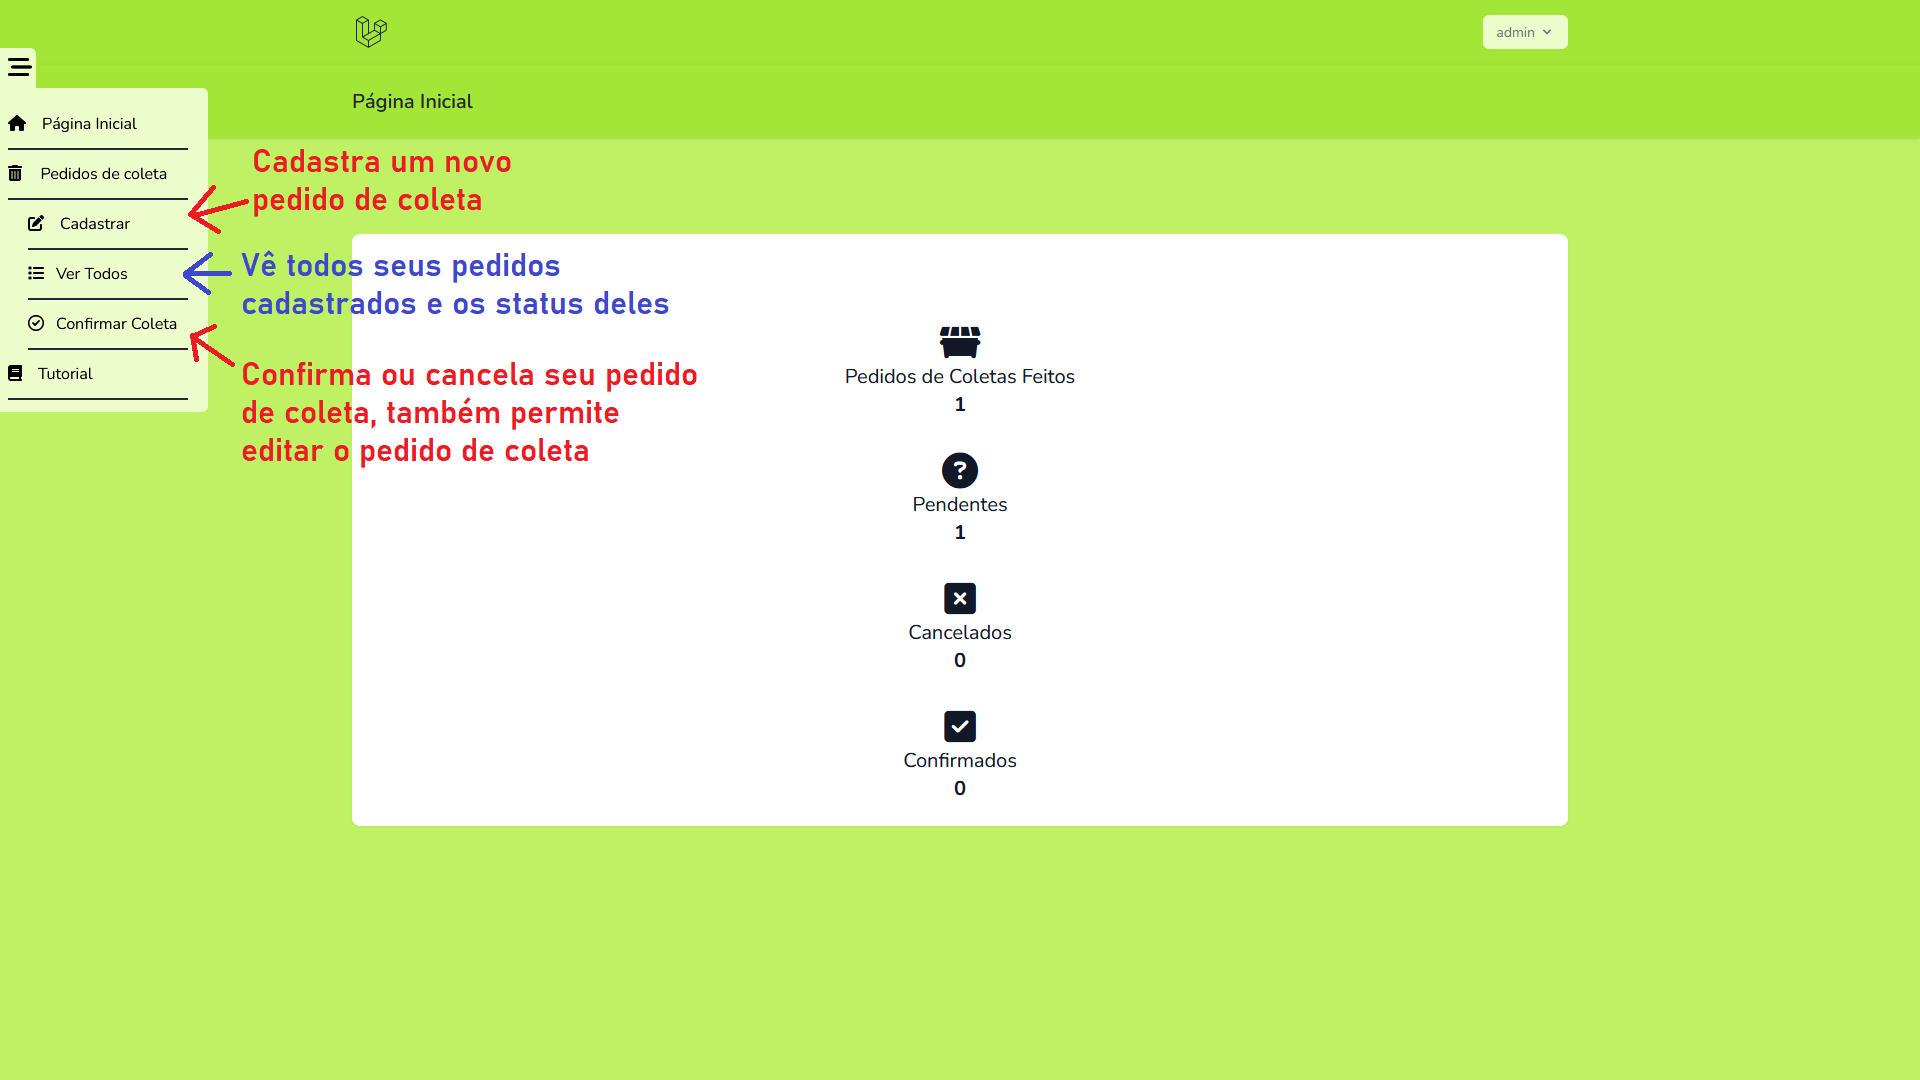 admin
Página Inicial
Página Inicial
Pedidos de coleta
Cadastrar
Ver Todos
Confirmar Coleta
Tutorial
Cadastra um novo
pedido de coleta
Vê todos seus pedidos
cadastrados e os status deles
Confirma ou cancela seu pedido
de coleta, também permite
editar o pedido de coleta
Pedidos de Coletas Feitos
1
Pendentes
1
Cancelados
0
Confirmados
0